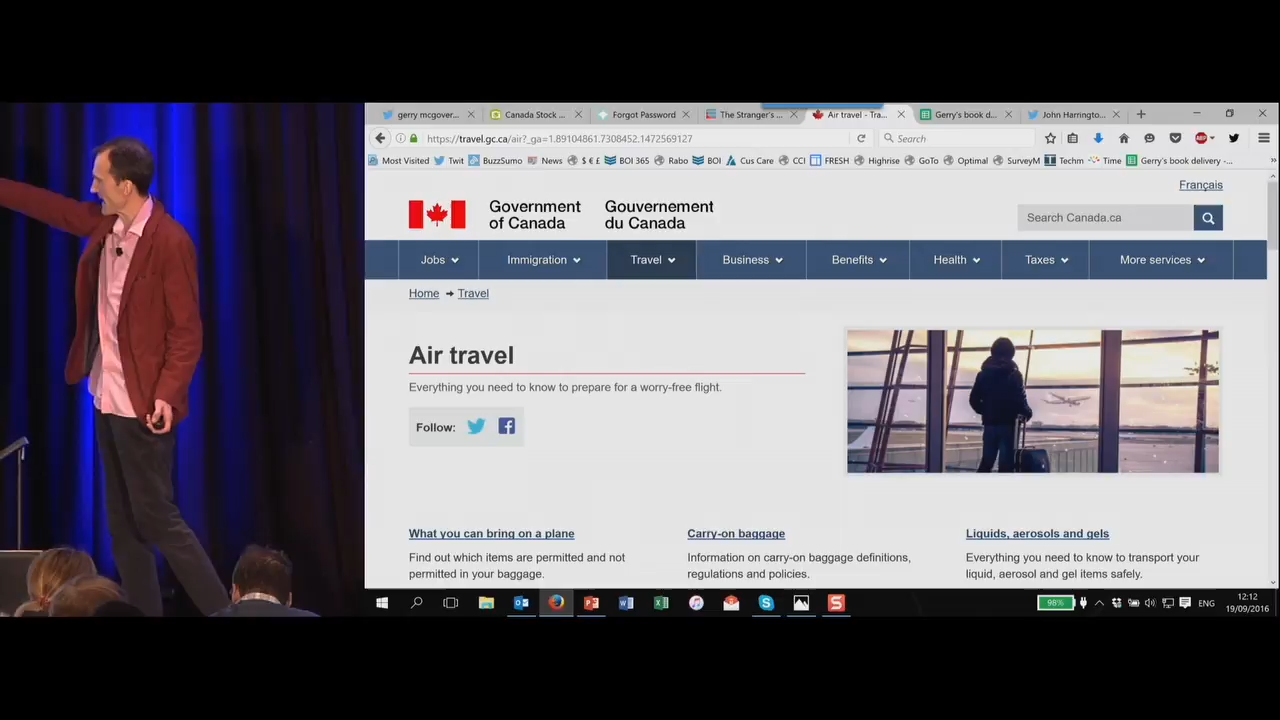 gerry mcgover...
Canada Stock ...
Forgot Password
The Stranger's ...
Air travel - Tra...
Gerry's book d...
John Harringto...
https://travel.gc.ca/air?_ga=1.89104861.7308452.1472569127
Search
Most Visited
Twit
BuzzSumo
News
$ € £
BOI 365
Rabo
BOI
Cus Care
CCI
FRESH
Highrise
GoTo
Optimal
SurveyM
Techm
Time
Gerry's book delivery -...
Français
Government
of Canada
Gouvernement
du Canada
Search Canada.ca
Jobs
Immigration
Travel
Business
Benefits
Health
Taxes
More services
Home
Travel
Air travel
Everything you need to know to prepare for a worry-free flight.
Follow:
What you can bring on a plane
Find out which items are permitted and not
permitted in your baggage.
Carry-on baggage
Information on carry-on baggage definitions,
regulations and policies.
Liquids, aerosols and gels
Everything you need to know to transport your
liquid, aerosol and gel items safely.
98%
ENG
12:12
19/09/2016